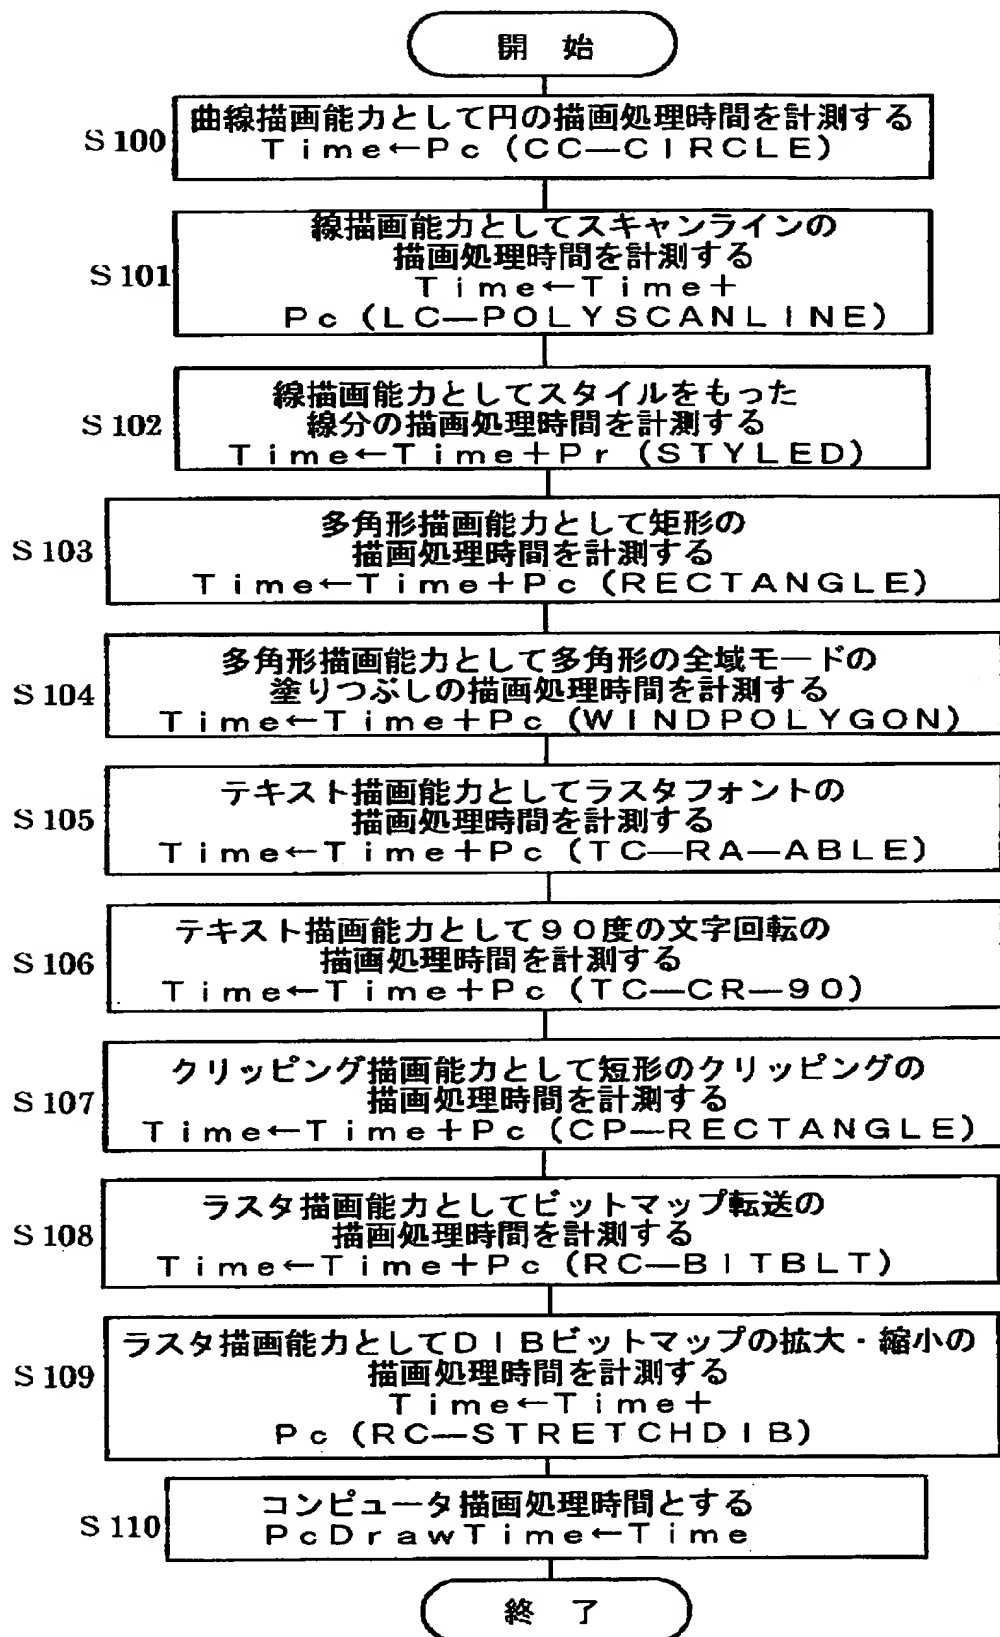 開 始
S 100
曲線描画能力として円の描画処理時間を計測する
Time←Pc (CC―CIRCLE)
S 101
線描画能力としてスキャンラインの
描画処理時間を計測する
Time←Time+
Pc (LC―POLYSCANLINE)
S 102
線描画能力としてスタイルをもった
線分の描画処理時間を計測する
Time←Time+Pr (STYLED)
S 103
多角形描画能力として矩形の
描画処理時間を計測する
Time←Time+Pc (RECTANGLE)
S 104
多角形描画能力として多角形の全域モードの
塗りつぶしの描画処理時間を計測する
Time←Time+Pc (WINDPOLYGON)
S 105
テキスト描画能力としてラスタフォントの
描画処理時間を計測する
Time←Time+Pc (TC―RA―ABLE)
S 106
テキスト描画能力として90度の文字回転の
描画処理時間を計測する
Time←Time+Pc (TC―CR―90)
S 107
クリッピング描画能力として短形のクリッピングの
描画処理時間を計測する
Time←Time+Pc (CP―RECTANGLE)
S 108
ラスタ描画能力としてビットマップ転送の
描画処理時間を計測する
Time←Time+Pc (RC―BITBLT)
S 109
ラスタ描画能力としてDIBビットマップの拡大・縮小の
描画処理時間を計測する
Time←Time+
Pc (RC―STRETCHDIB)
S 110
コンピュータ描画処理時間とする
PcDrawTime←Time
終 了